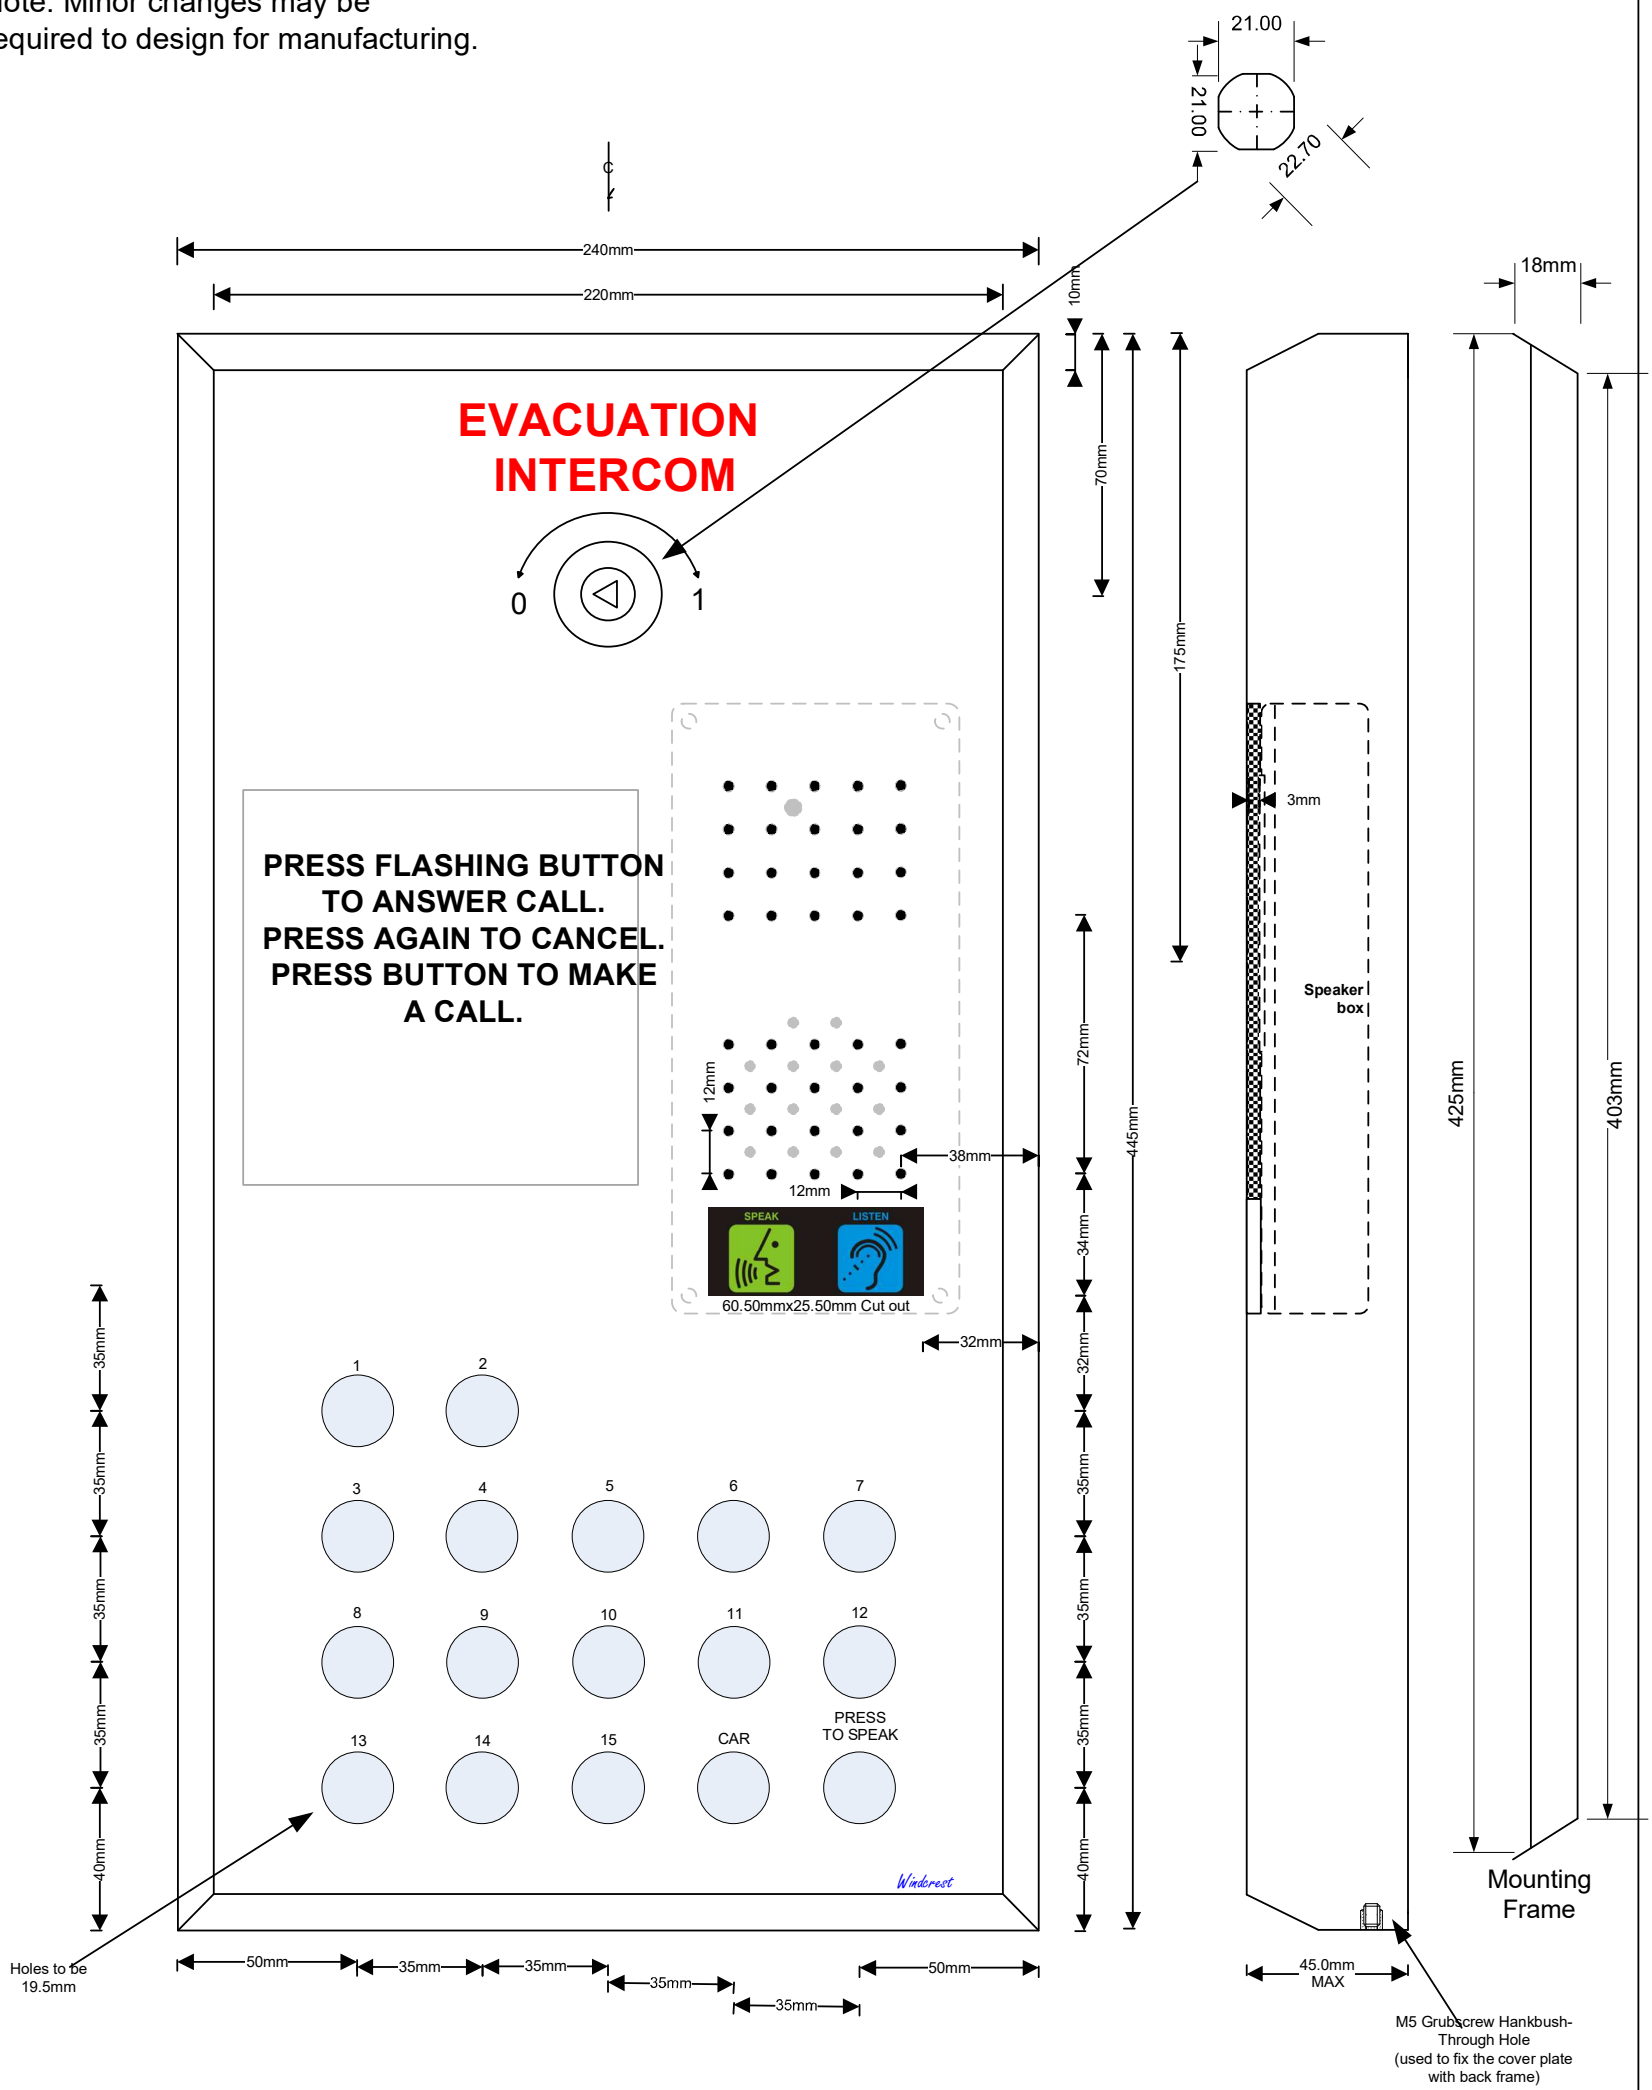 ote: Minor changes may be
equired to design for manufacturing.
21.00
21.00
22.70
C
240mm
220mm
10mm
18mm
EVACUATION
INTERCOM
0
1
70mm
175mm
3mm
PRESS FLASHING BUTTON
TO ANSWER CALL.
PRESS AGAIN TO CANCEL.
PRESS BUTTON TO MAKE
A CALL.
Speaker
box
72mm
12mm
445mm
425mm
403mm
38mm
12mm
SPEAK
LISTEN
34mm
60.50mmx25.50mm Cut out
32mm
32mm
35mm
1
2
35mm
35mm
3
4
5
6
7
35mm
35mm
8
9
10
11
12
35mm
35mm
PRESS
TO SPEAK
13
14
15
CAR
40mm
40mm
Windcrest
Mounting
Frame
Holes to be
19.5mm
50mm
35mm
35mm
35mm
35mm
50mm
45.0mm
MAX
M5 Grubscrew Hankbush-
Through Hole
(used to fix the cover plate
with back frame)